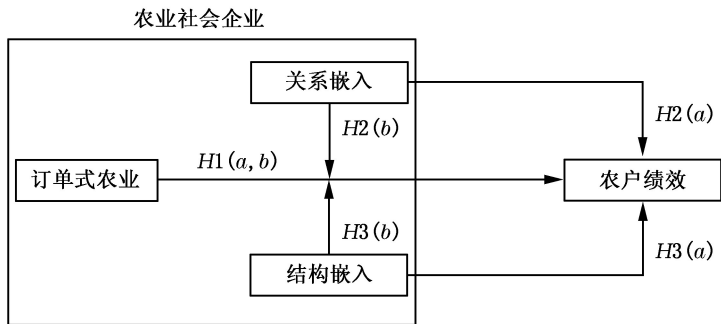 农业社会企业
关系嵌入
H2(b)
H2(a)
H1(a,b)
订单式农业
农户绩效
H3(b)
H3(a)
结构嵌入